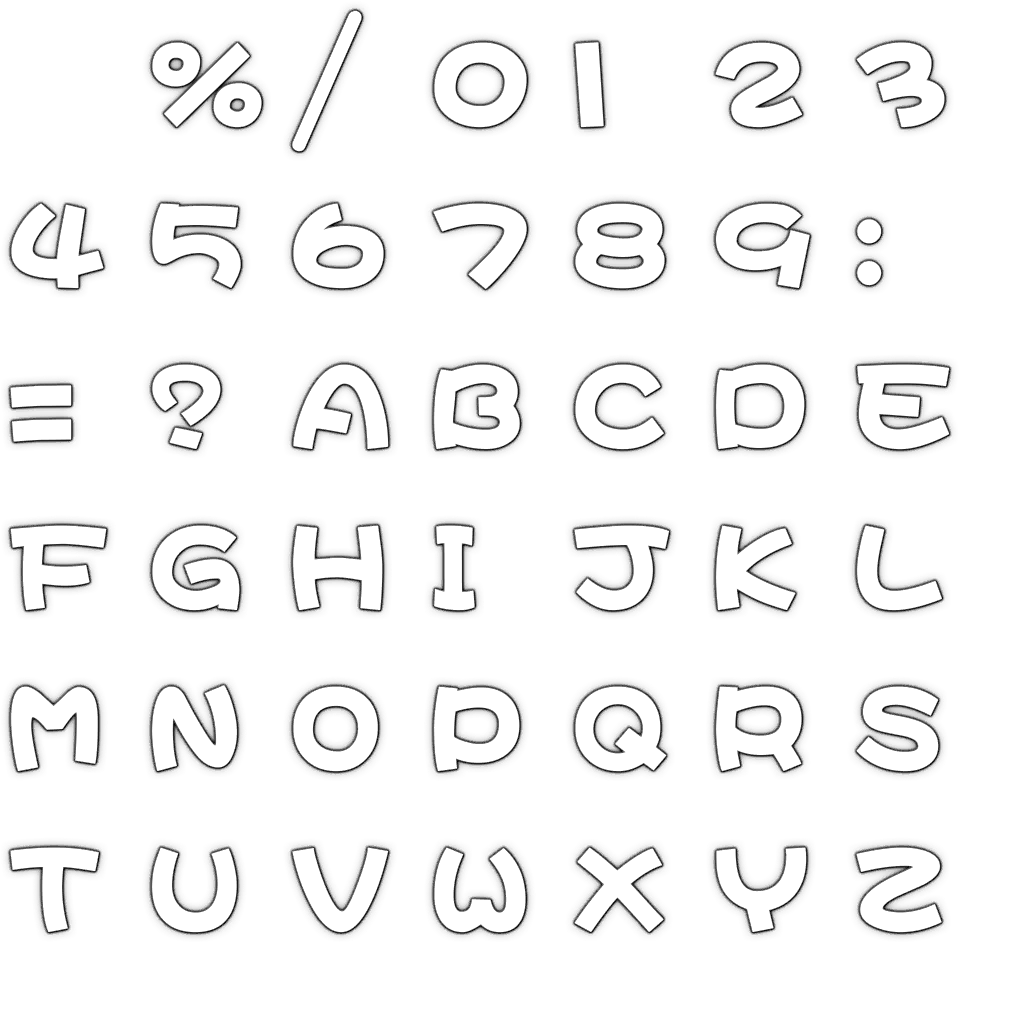 % / 0 1 2 3
4 5 6 7 8 9 :
= ? A B C D E
F G H I J K L
M N O P Q R S
T U V W X Y Z